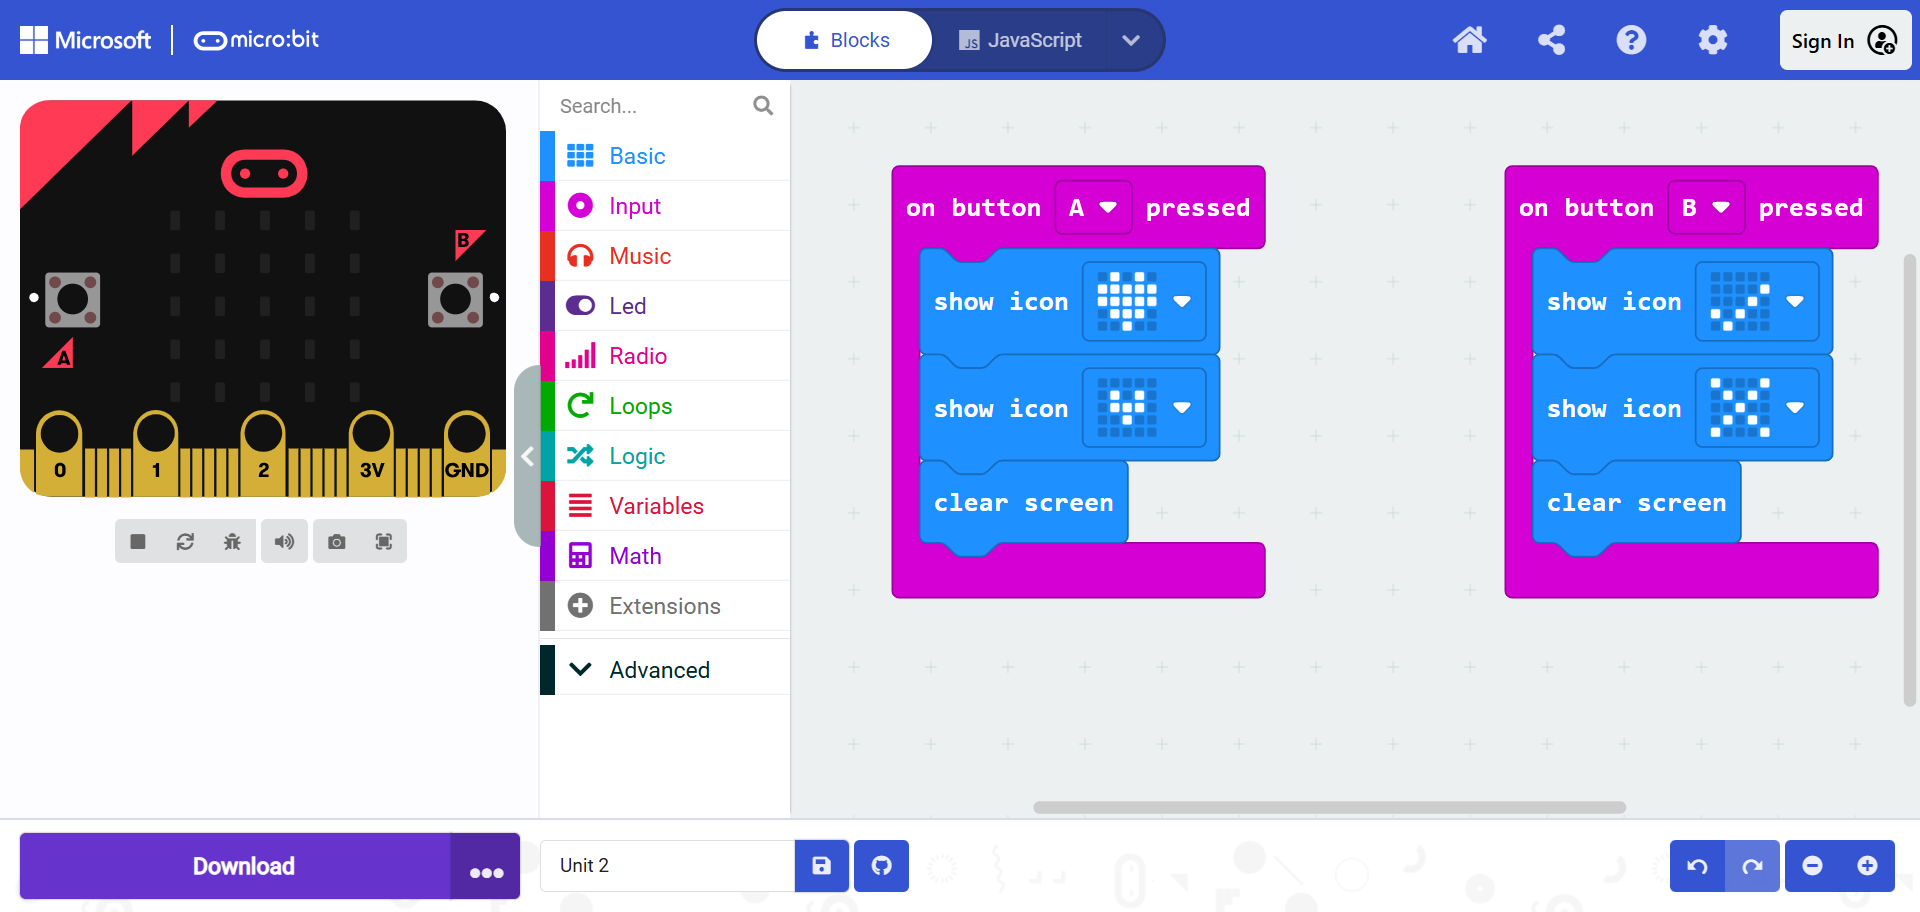 Microsoft
micro:bit
Blocks
JS JavaScript
Sign In
B
A
0 1 2 3V GND
Search...
Basic
Input
Music
Led
Radio
Loops
Logic
Variables
Math
Extensions
Advanced
on button A pressed
show icon
show icon
clear screen
on button B pressed
show icon
show icon
clear screen
Download
Unit 2